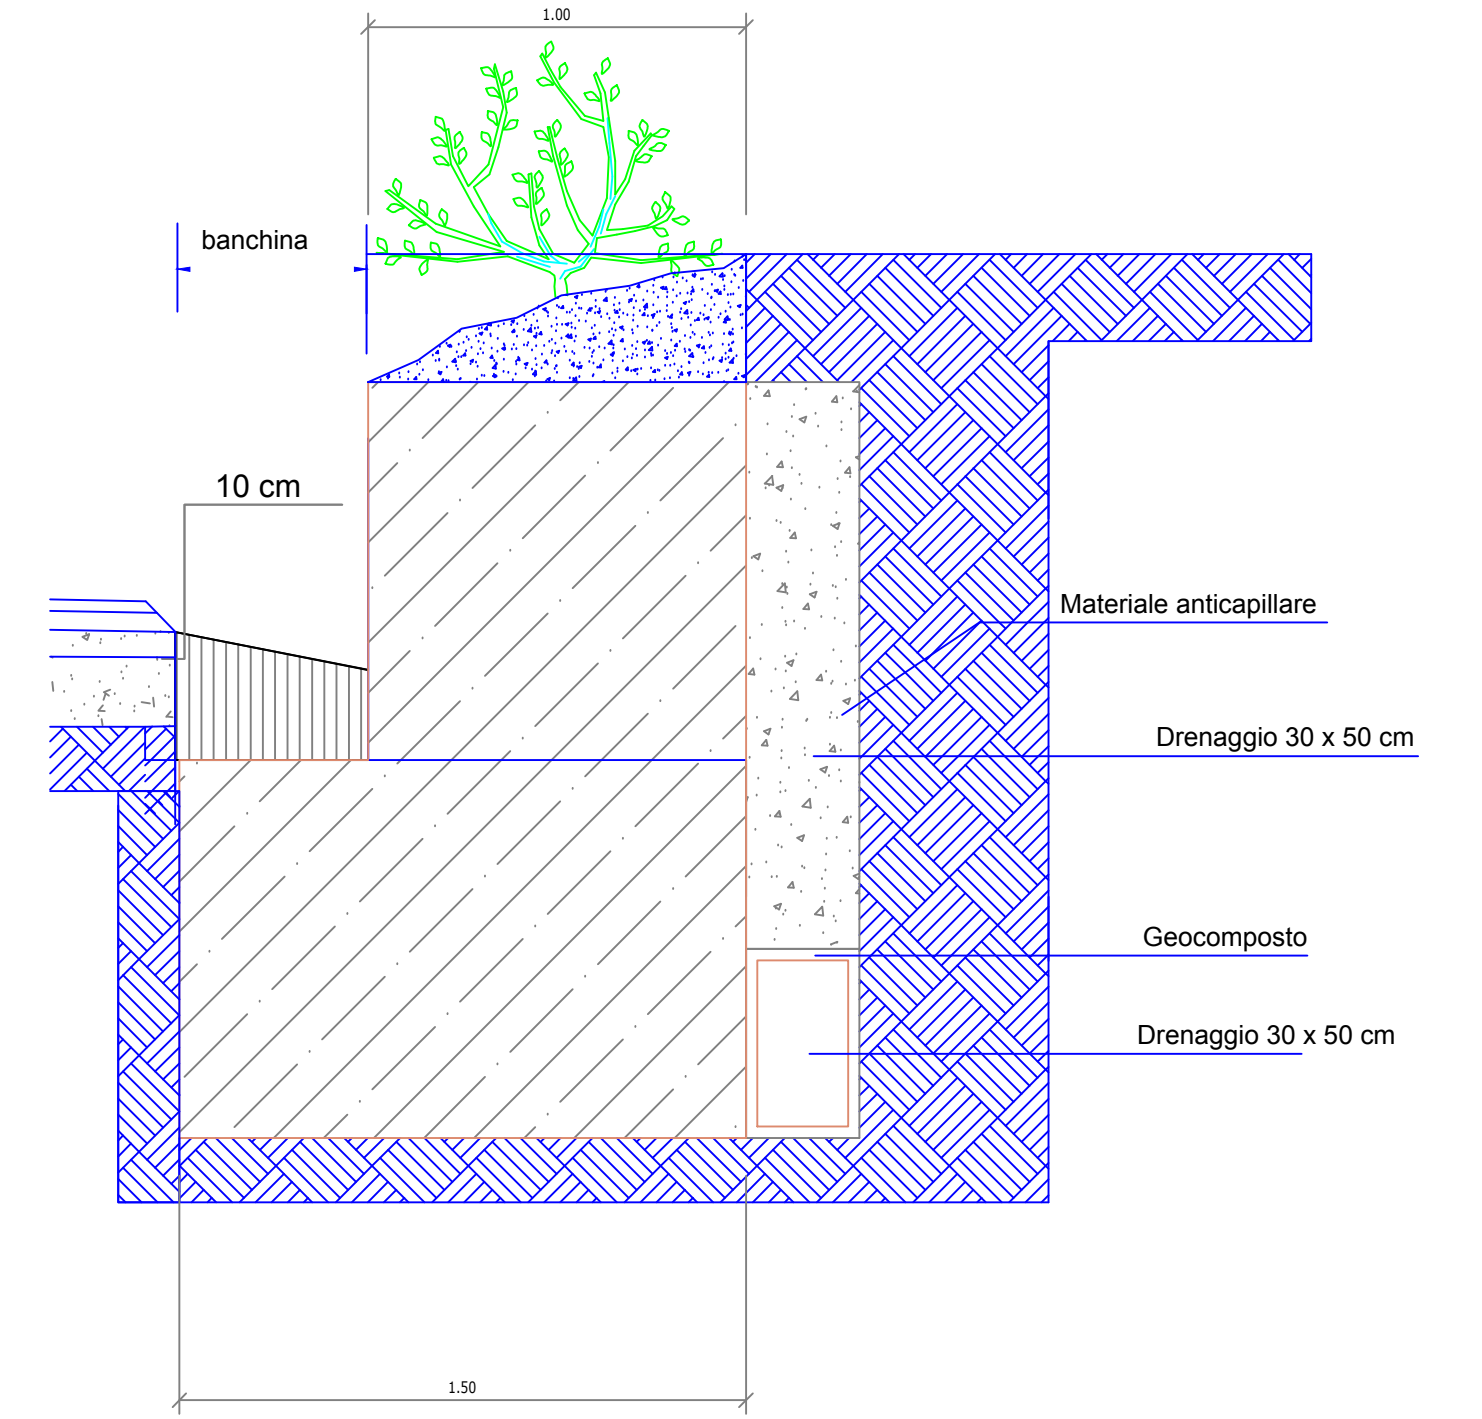 1.00
banchina
10 cm
Materiale anticapillare
Drenaggio 30 x 50 cm
Geocomposto
Drenaggio 30 x 50 cm
1.50